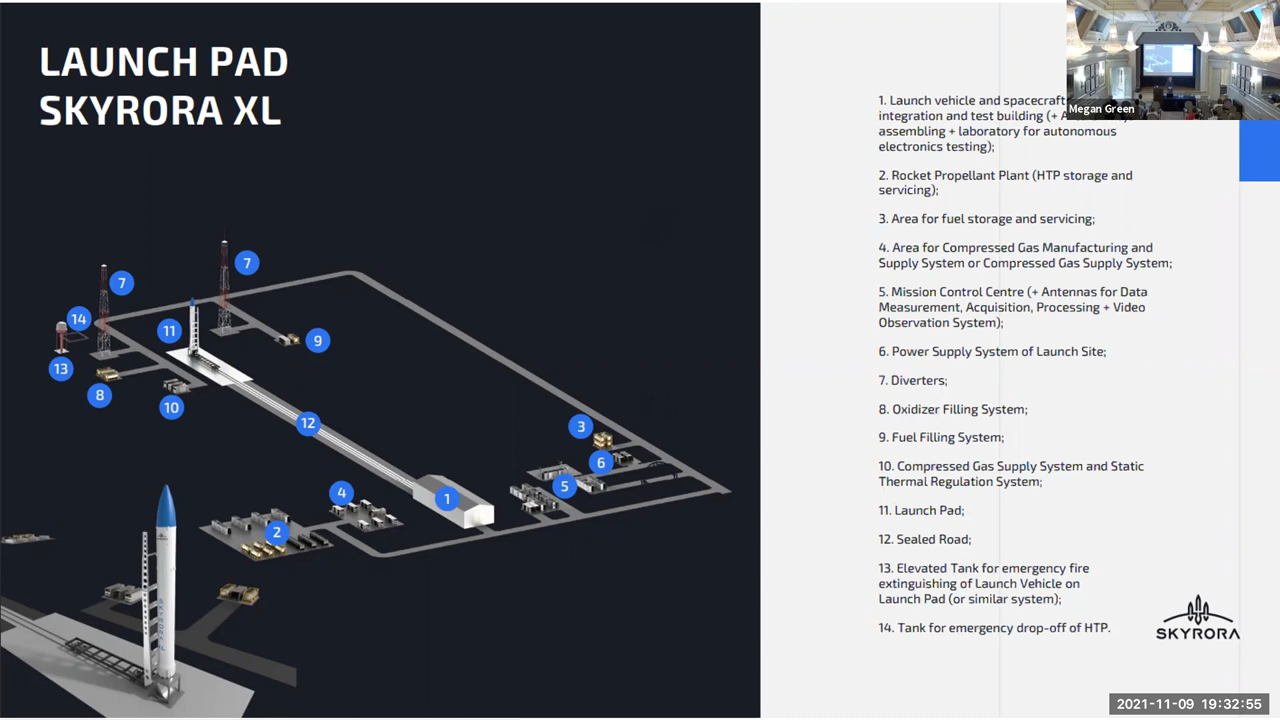 LAUNCH PAD
SKYRORA XL
1. Launch vehicle and spacecraft
integration and test building (+
assembling + laboratory for autonomous
electronics testing);
2. Rocket Propellant Plant (HTP storage and
servicing);
3. Area for fuel storage and servicing;
4. Area for Compressed Gas Manufacturing and
Supply System or Compressed Gas Supply System;
5. Mission Control Centre (+ Antennas for Data
Measurement, Acquisition, Processing + Video
Observation System);
6. Power Supply System of Launch Site;
7. Diverters;
8. Oxidizer Filling System;
9. Fuel Filling System;
10. Compressed Gas Supply System and Static
Thermal Regulation System;
11. Launch Pad;
12. Sealed Road;
13. Elevated Tank for emergency fire
extinguishing of Launch Vehicle on
Launch Pad (or similar system);
14. Tank for emergency drop-off of HTP.
Megan Green
7
7
14
11
9
13
8
10
12
3
6
5
4
1
2
SKYRORA
SKYRORA
2021-11-09 19:32:55